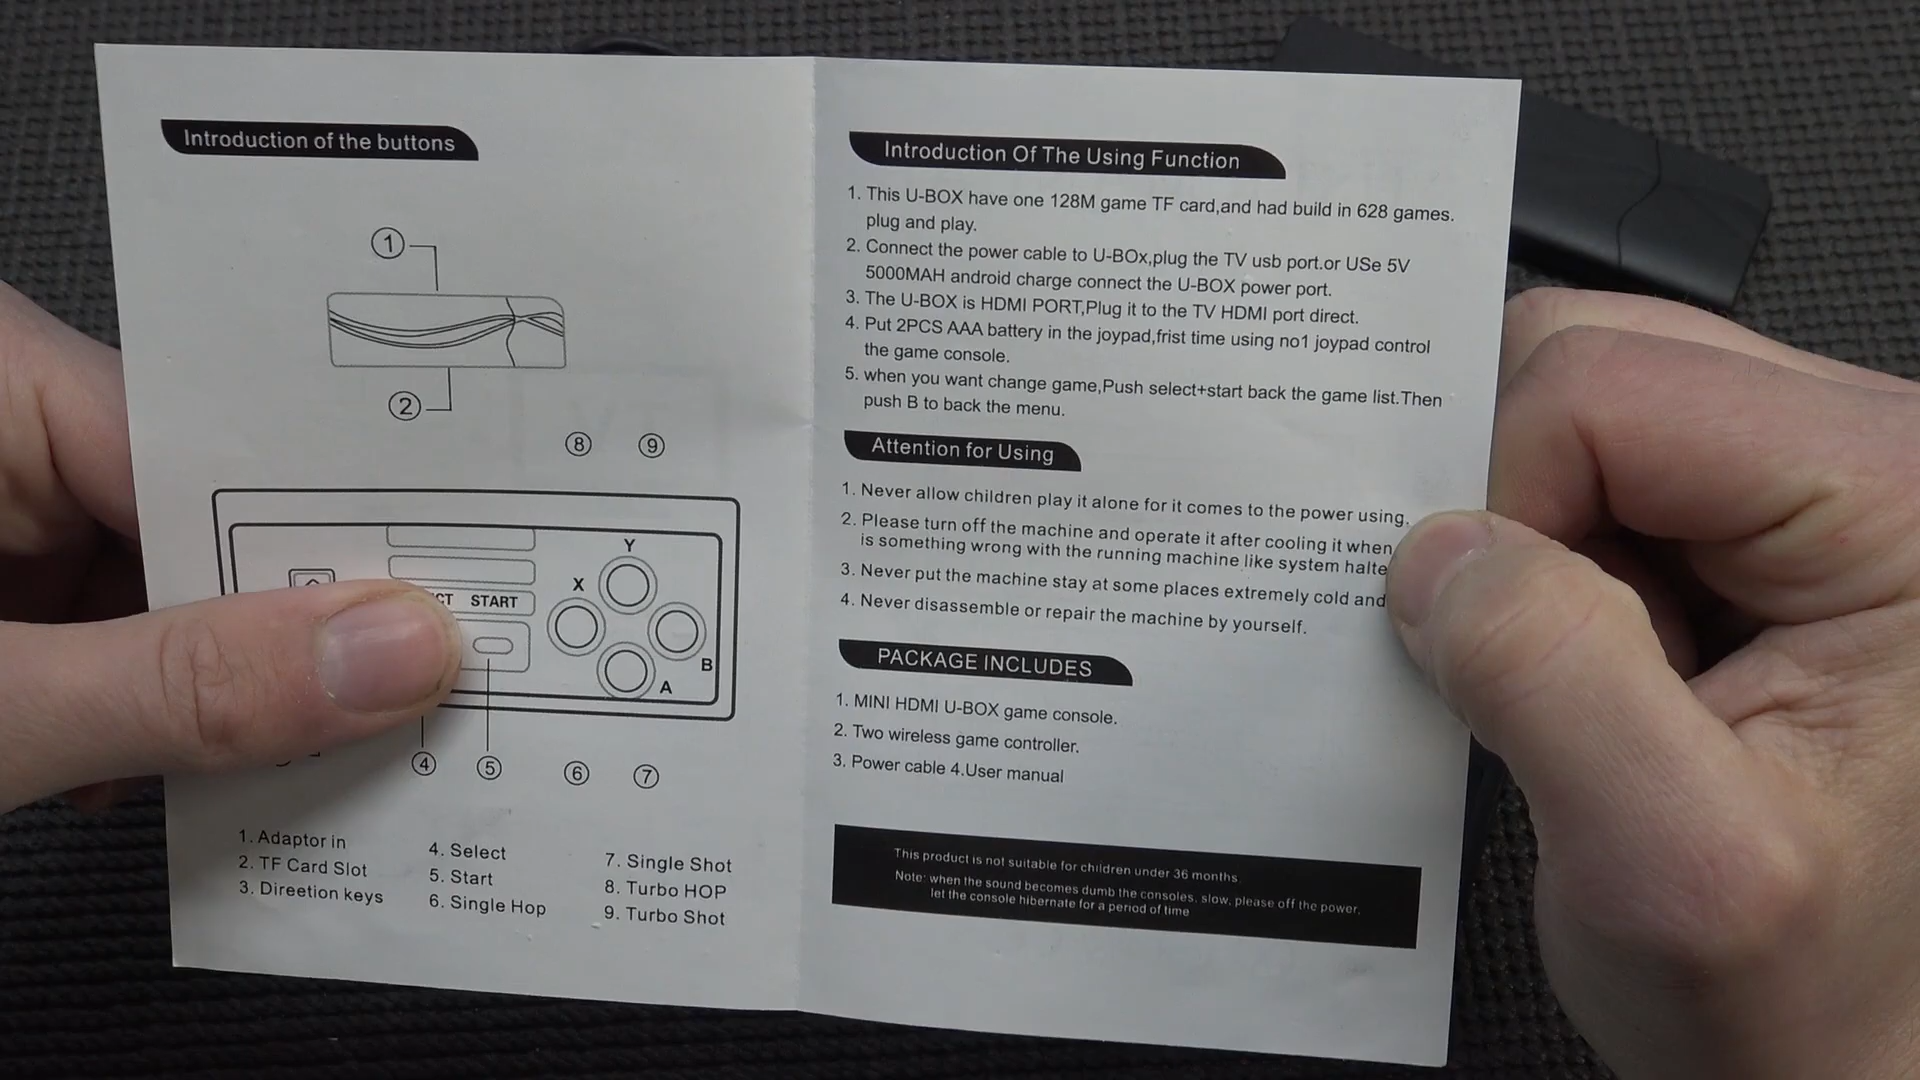 Introduction of the buttons
1
2
8 9
Y
X
CT START
B
A
4 5 6 7
1. Adaptor in
2. TF Card Slot
3. Direetion keys
4. Select
5. Start
6. Single Hop
7. Single Shot
8. Turbo HOP
9. Turbo Shot
Introduction Of The Using Function
1. This U-BOX have one 128M game TF card,and had build in 628 games.
plug and play.
2. Connect the power cable to U-BOx,plug the TV usb port.or USe 5V
5000MAH android charge connect the U-BOX power port.
3. The U-BOX is HDMI PORT,Plug it to the TV HDMI port direct.
4. Put 2PCS AAA battery in the joypad,frist time using no1 joypad control
the game console.
5. when you want change game,Push select+start back the game list.Then
push B to back the menu.
Attention for Using
1. Never allow children play it alone for it comes to the power using.
2. Please turn off the machine and operate it after cooling it when
is something wrong with the running machine like system halte
3. Never put the machine stay at some places extremely cold and
4. Never disassemble or repair the machine by yourself.
PACKAGE INCLUDES
1. MINI HDMI U-BOX game console.
2. Two wireless game controller.
3. Power cable 4.User manual
This product is not suitable for children under 36 months.
Note: when the sound becomes dumb the consoles, slow, please off the power,
let the console hibernate for a period of time